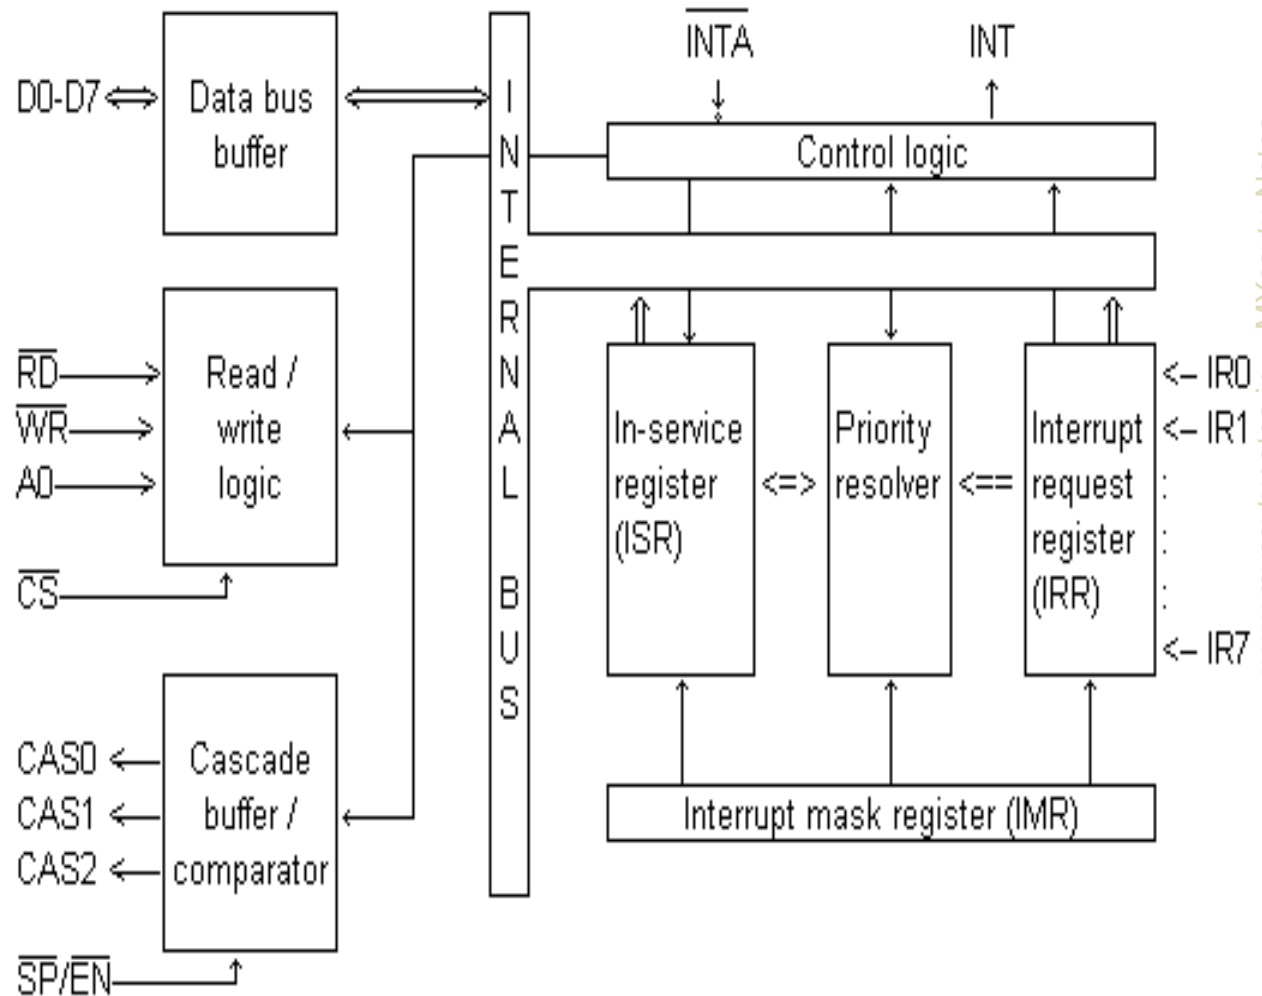 INTA
INT
D0-D7
Data bus
buffer
Control logic
INTERNAL BUS
RD
WR
A0
CS
Read /
write
logic
In-service
register
(ISR)
<=>
Priority
resolver
<==
Interrupt
request
register
(IRR)
<– IR0
<– IR1
:
:
:
<– IR7
CAS0
CAS1
CAS2
Cascade
buffer /
comparator
SP/EN
Interrupt mask register (IMR)